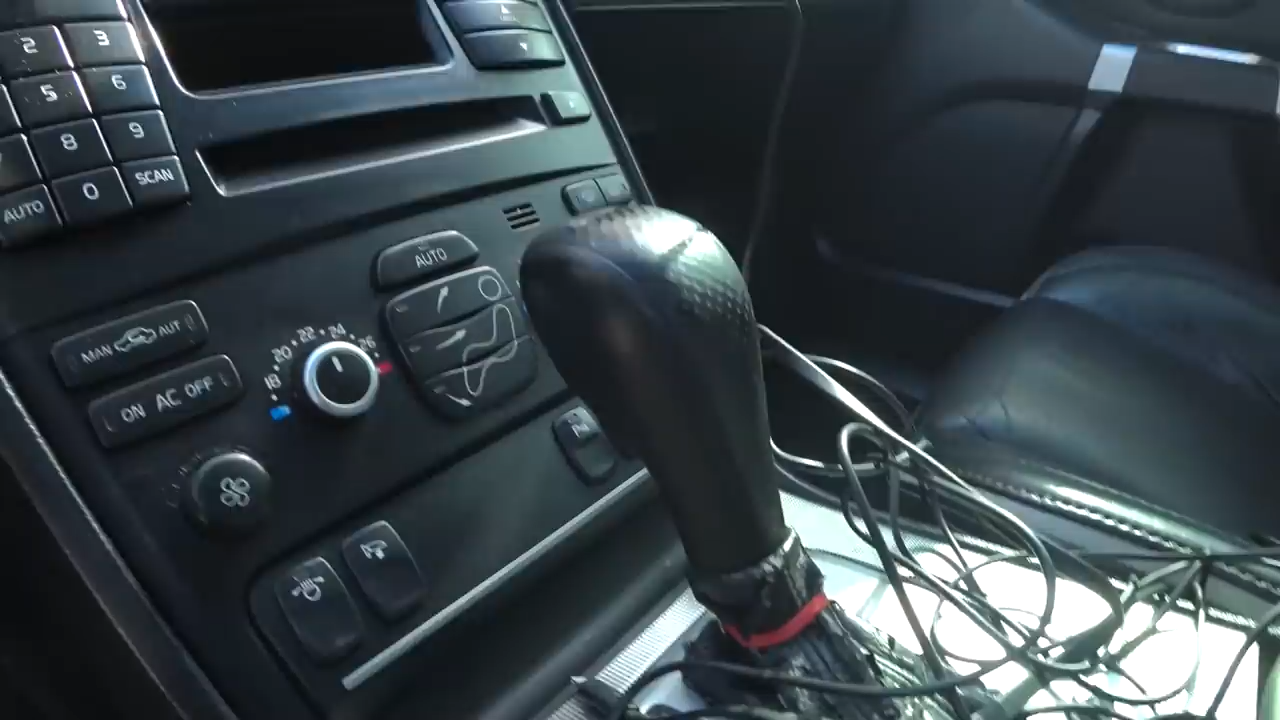 2 3
5 6
8 9
AUTO 0 SCAN
AUTO
MAN AUT
ON AC OFF
18 20 22 24 26